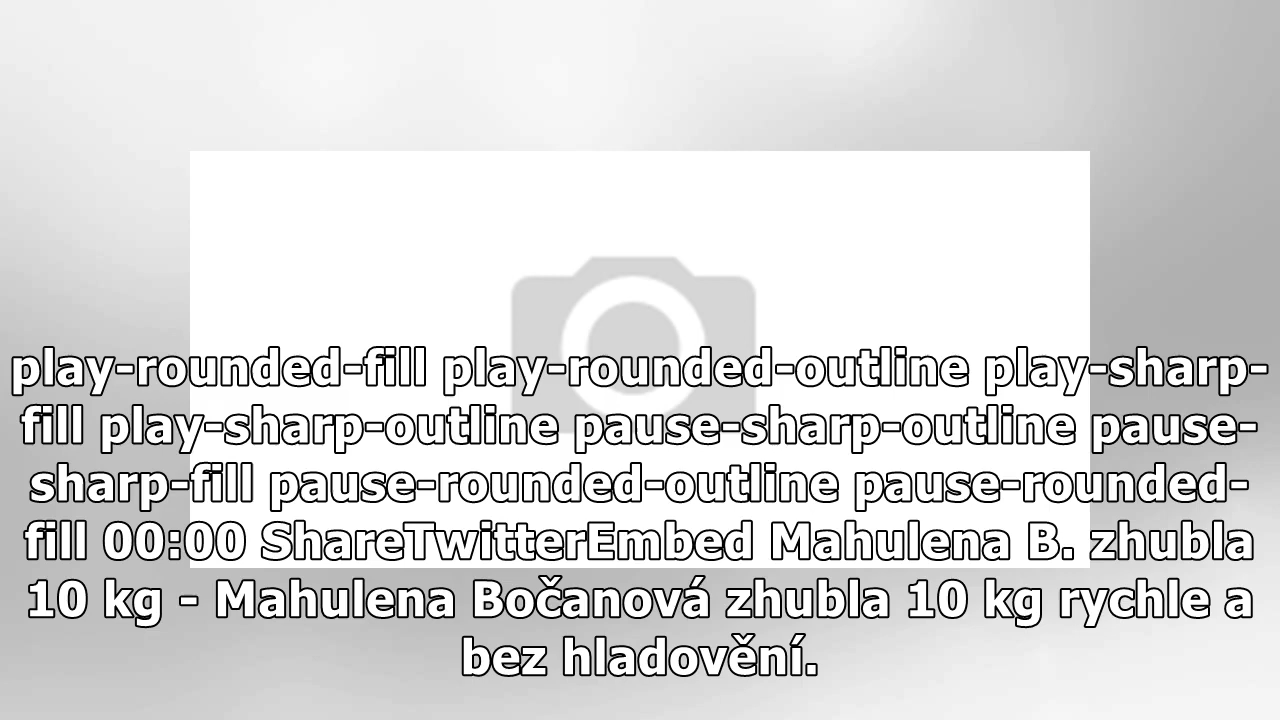 play-rounded-fill play-rounded-outline play-sharp-
fill play-sharp-outline pause-sharp-outline pause-
sharp-fill pause-rounded-outline pause-rounded-
fill 00:00 ShareTwitterEmbed Mahulena B. zhubla
10 kg - Mahulena Bočanová zhubla 10 kg rychle a
bez hladovění.